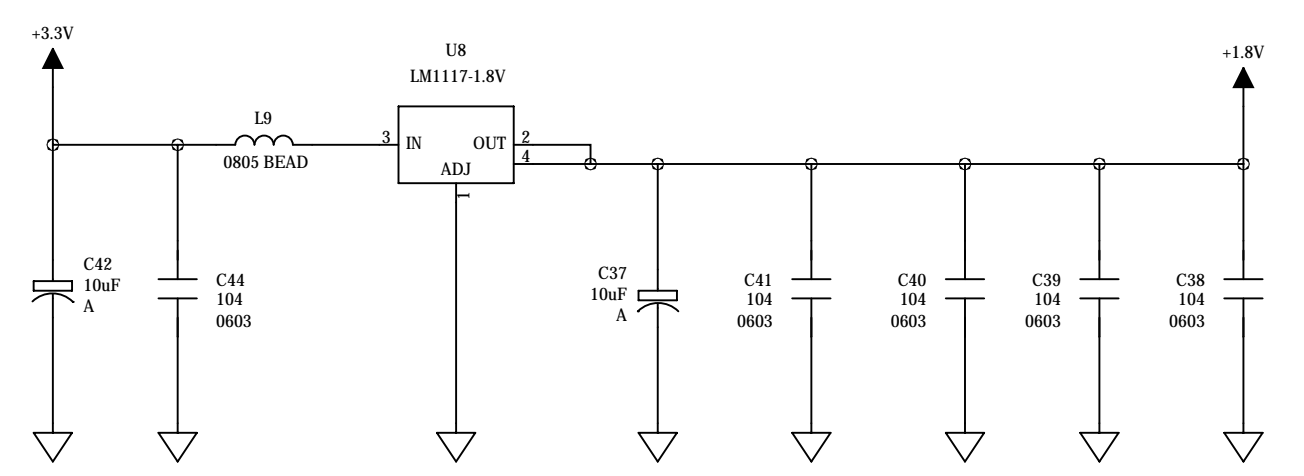 +3.3V
U8
LM1117-1.8V
+1.8V
L9
0805 BEAD
3
IN
OUT
ADJ
2
4
1
C42
10uF
A
C44
104
0603
C37
10uF
A
C41
104
0603
C40
104
0603
C39
104
0603
C38
104
0603